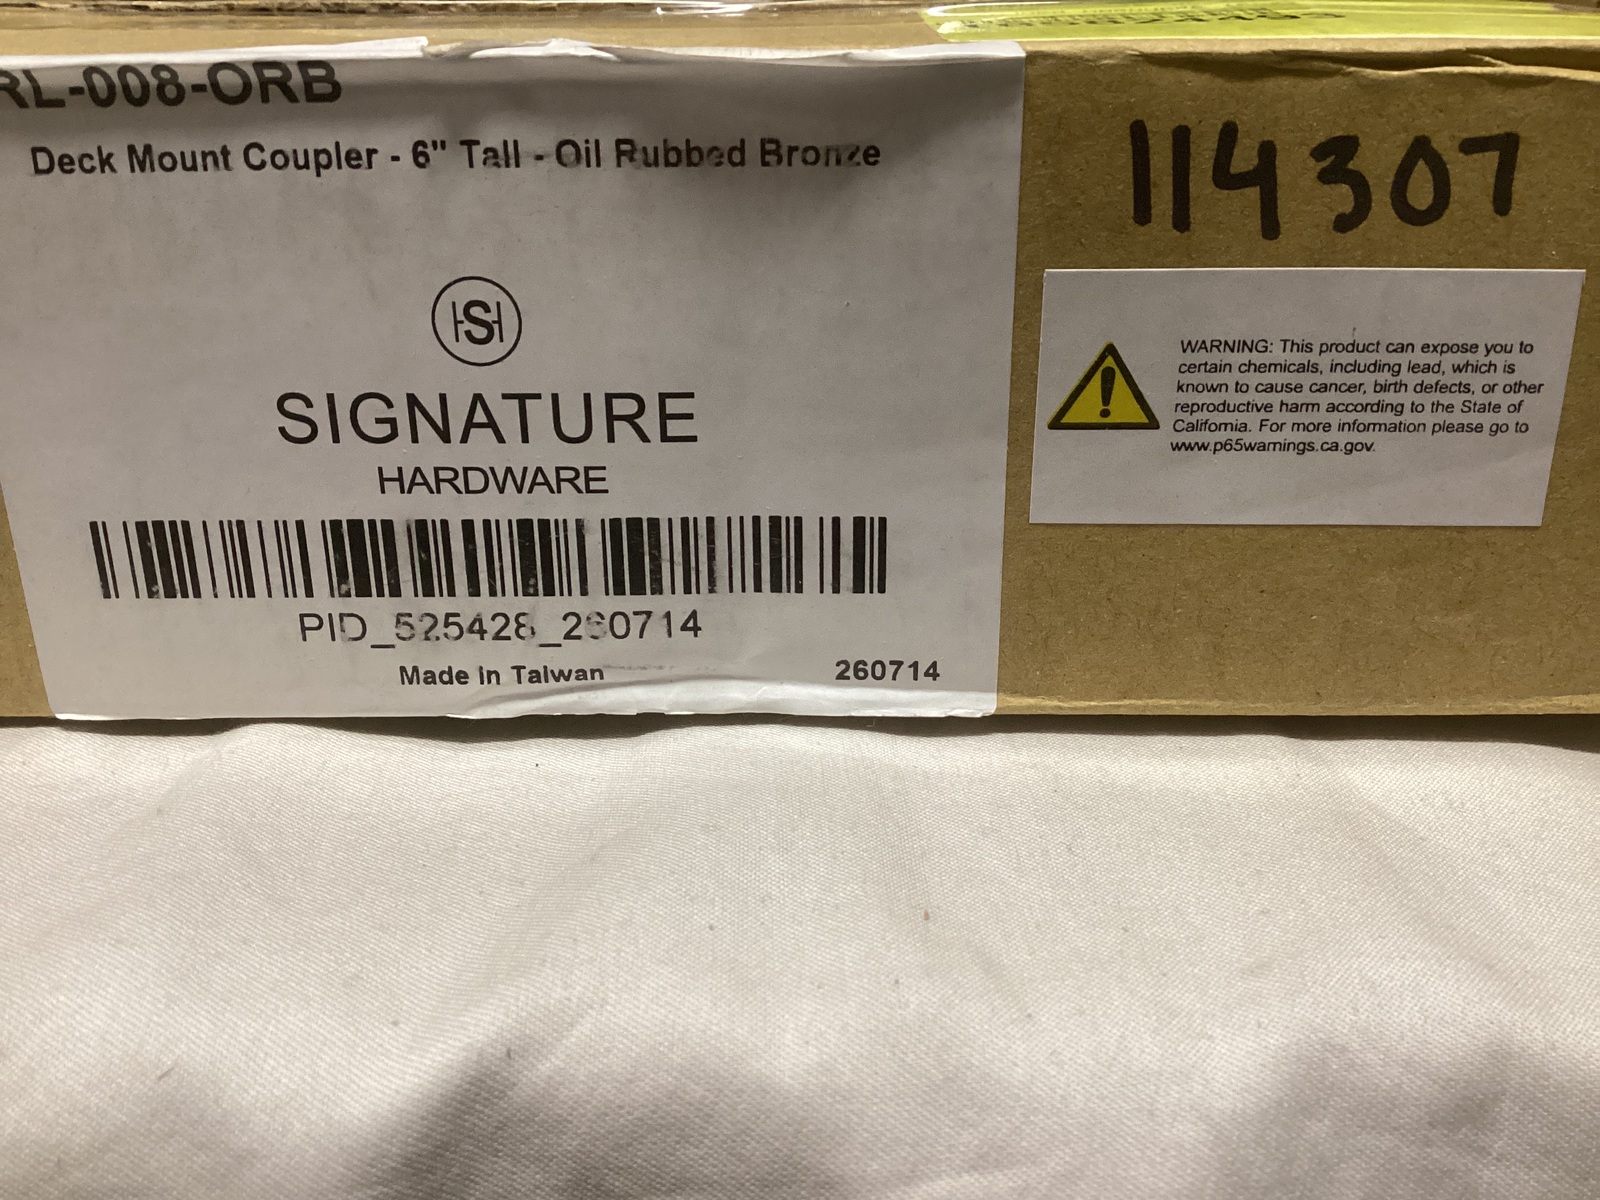 RL-008-ORB
Deck Mount Coupler - 6" Tall - Oil Rubbed Bronze
HSH
SIGNATURE
HARDWARE
PID_525428_260714
Made In Taiwan
260714
114307
WARNING: This product can expose you to
certain chemicals, including lead, which is
known to cause cancer, birth defects, or other
reproductive harm according to the State of
California. For more information please go to
www.p65warnings.ca.gov.